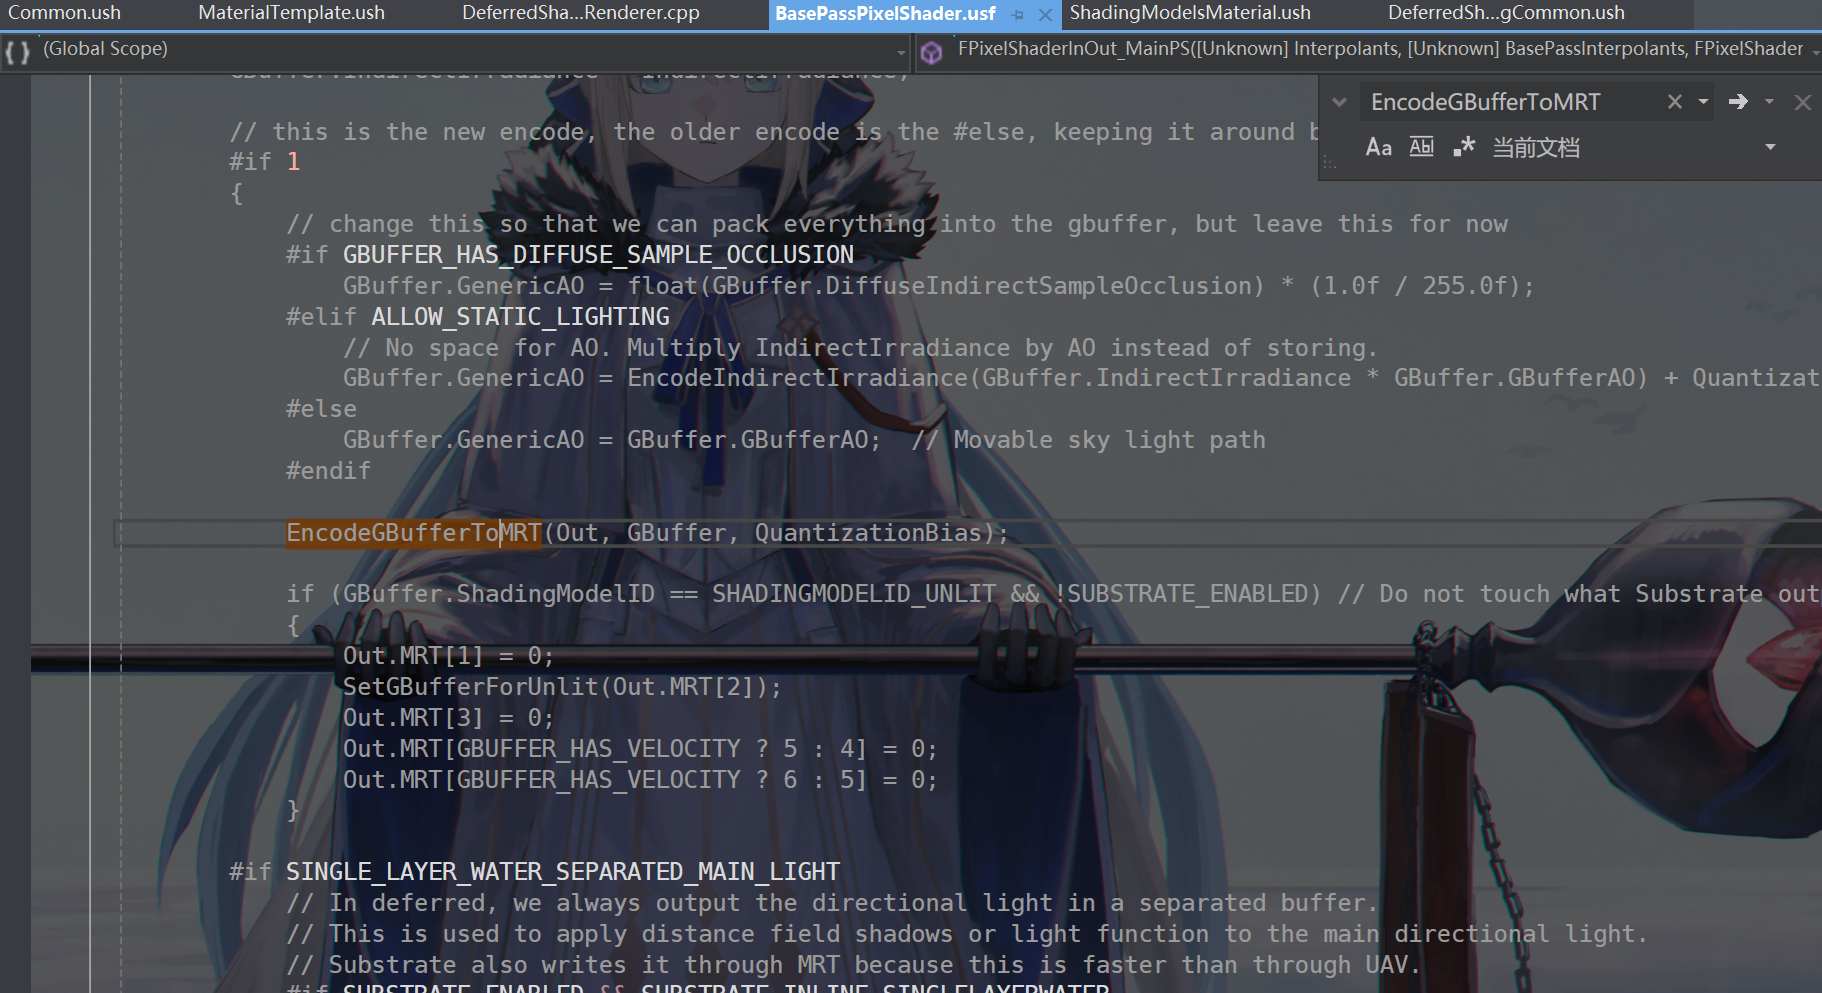 Common.ush MaterialTemplate.ush DeferredSha...Renderer.cpp BasePassPixelShader.usf ShadingModelsMaterial.ush DeferredSh...gCommon.ush
{ } (Global Scope) FPixelShaderInOut_MainPS([Unknown] Interpolants, [Unknown] BasePassInterpolants, FPixelShader
GBuffer.IndirectIrradiance = IndirectIrradiance;
EncodeGBufferToMRT
Aa Abl .* 当前文档
// this is the new encode, the older encode is the #else, keeping it around b
#if 1
{
// change this so that we can pack everything into the gbuffer, but leave this for now
#if GBUFFER_HAS_DIFFUSE_SAMPLE_OCCLUSION
GBuffer.GenericAO = float(GBuffer.DiffuseIndirectSampleOcclusion) * (1.0f / 255.0f);
#elif ALLOW_STATIC_LIGHTING
// No space for AO. Multiply IndirectIrradiance by AO instead of storing.
GBuffer.GenericAO = EncodeIndirectIrradiance(GBuffer.IndirectIrradiance * GBuffer.GBufferAO) + Quantizat
#else
GBuffer.GenericAO = GBuffer.GBufferAO; // Movable sky light path
#endif
EncodeGBufferToMRT(Out, GBuffer, QuantizationBias);
if (GBuffer.ShadingModelID == SHADINGMODELID_UNLIT && !SUBSTRATE_ENABLED) // Do not touch what Substrate out
{
Out.MRT[1] = 0;
SetGBufferForUnlit(Out.MRT[2]);
Out.MRT[3] = 0;
Out.MRT[GBUFFER_HAS_VELOCITY ? 5 : 4] = 0;
Out.MRT[GBUFFER_HAS_VELOCITY ? 6 : 5] = 0;
}
#if SINGLE_LAYER_WATER_SEPARATED_MAIN_LIGHT
// In deferred, we always output the directional light in a separated buffer.
// This is used to apply distance field shadows or light function to the main directional light.
// Substrate also writes it through MRT because this is faster than through UAV.
#if SUBSTRATE_ENABLED && SUBSTRATE_INLINE_SINGLELAYERWATER